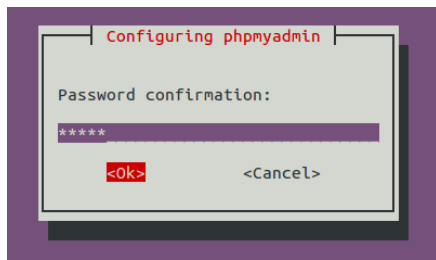 Configuring phpmyadmin
Password confirmation:
*****
<Ok> <Cancel>